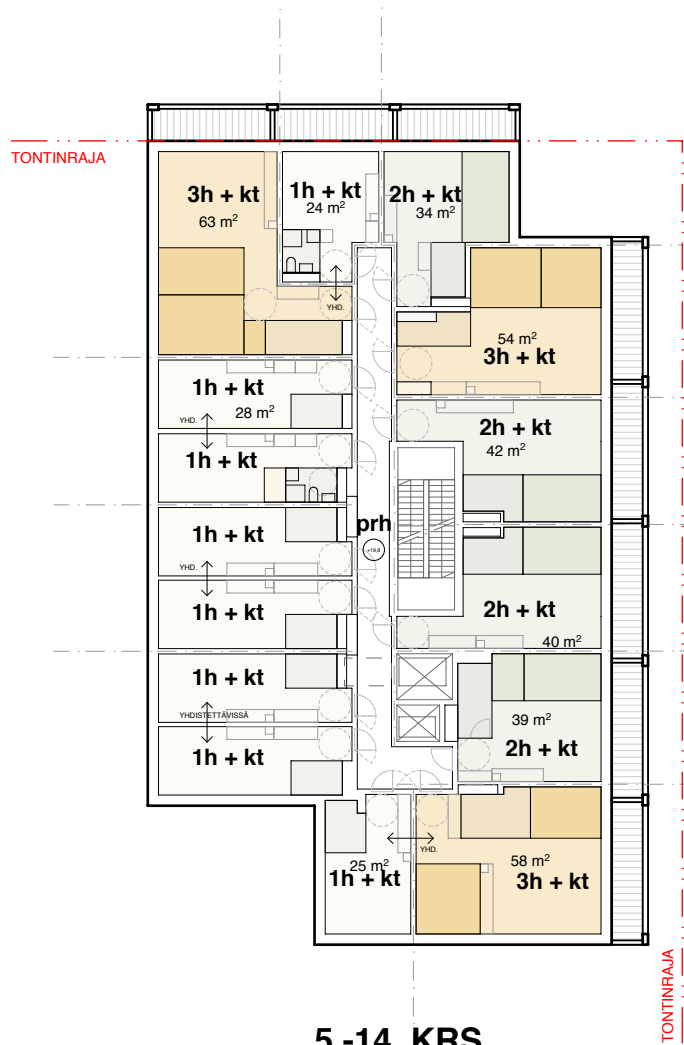 TONTINRAJA
3h + kt
63 m²
1h + kt
24 m²
2h + kt
34 m²
YHD.
54 m²
3h + kt
1h + kt
28 m²
YHD.
1h + kt
2h + kt
42 m²
1h + kt
prh
+19,6
YHD.
1h + kt
2h + kt
40 m²
1h + kt
YHDISTETTÄVISSÄ
1h + kt
39 m²
2h + kt
YHD.
25 m²
1h + kt
58 m²
3h + kt
TONTINRAJA
5.-14. KRS